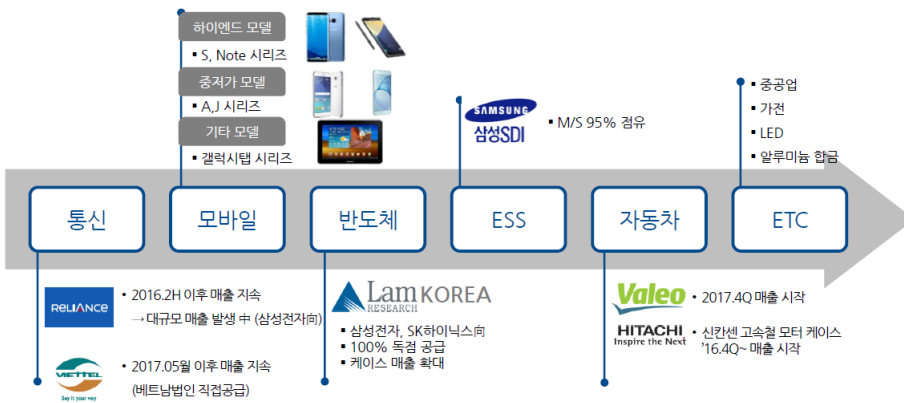 하이엔드 모델
▪ S, Note 시리즈
중저가 모델
▪ A,J 시리즈
기타 모델
▪ 갤럭시탭 시리즈
SAMSUNG
삼성SDI
▪ M/S 95% 점유
▪ 중공업
▪ 가전
▪ LED
▪ 알루미늄 합금
통신
모바일
반도체
ESS
자동차
ETC
RELIANCE
• 2016.2H 이후 매출 지속
→ 대규모 매출 발생 中 (삼성전자向)
VIETTEL
Say it your way
• 2017.05월 이후 매출 지속
(베트남법인 직접공급)
Lam RESEARCH KOREA
▪ 삼성전자, SK하이닉스向
▪ 100% 독점 공급
▪ 케이스 매출 확대
Valeo
• 2017.4Q 매출 시작
HITACHI
Inspire the Next
• 신칸센 고속철 모터 케이스
'16.4Q~ 매출 시작